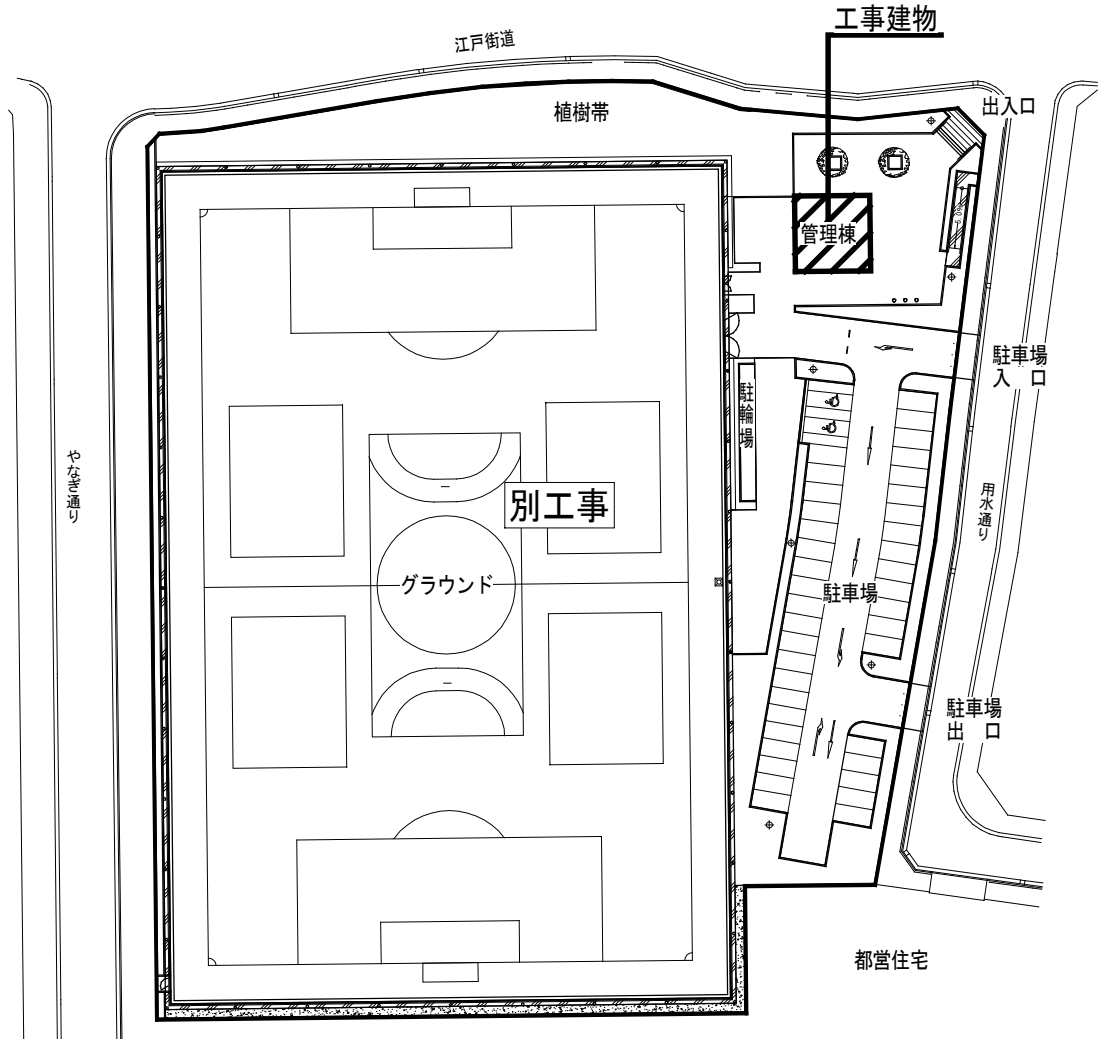 工事建物
江戸街道
出入口
植樹帯
管理棟
駐車場
入　口
駐輪場
やなぎ通り
別工事
用水通り
グラウンド
駐車場
駐車場
出　口
都営住宅